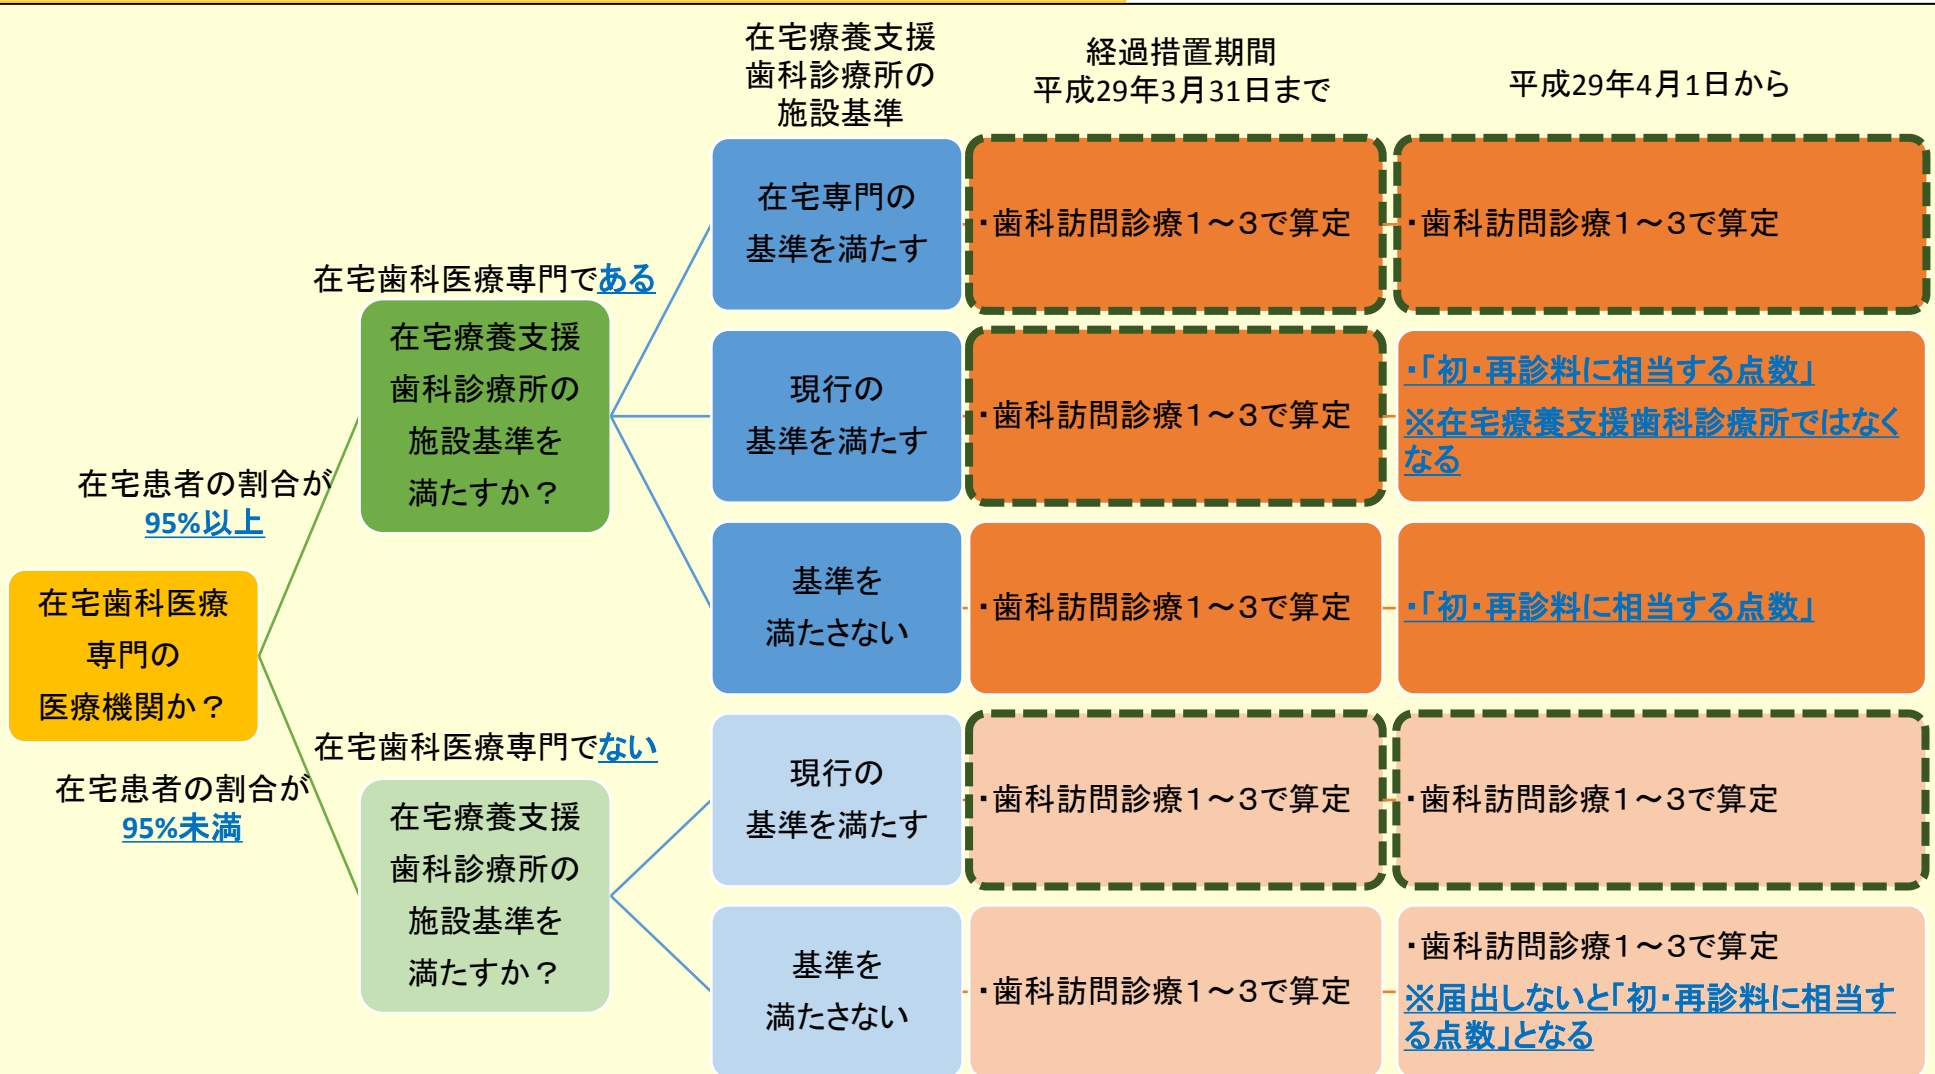 在宅療養支援
歯科診療所の
施設基準
経過措置期間
平成29年3月31日まで
平成29年4月1日から
在宅歯科医療
専門の
医療機関か？
在宅患者の割合が
95%以上
在宅患者の割合が
95%未満
在宅歯科医療専門である
在宅療養支援
歯科診療所の
施設基準を
満たすか？
在宅専門の
基準を満たす
・歯科訪問診療１～３で算定
・歯科訪問診療１～３で算定
現行の
基準を満たす
・歯科訪問診療１～３で算定
・「初・再診料に相当する点数」
※在宅療養支援歯科診療所ではなく
なる
基準を
満たさない
・歯科訪問診療１～３で算定
・「初・再診料に相当する点数」
在宅歯科医療専門でない
在宅療養支援
歯科診療所の
施設基準を
満たすか？
現行の
基準を満たす
・歯科訪問診療１～３で算定
・歯科訪問診療１～３で算定
基準を
満たさない
・歯科訪問診療１～３で算定
・歯科訪問診療１～３で算定
※届出しないと「初・再診料に相当す
る点数」となる